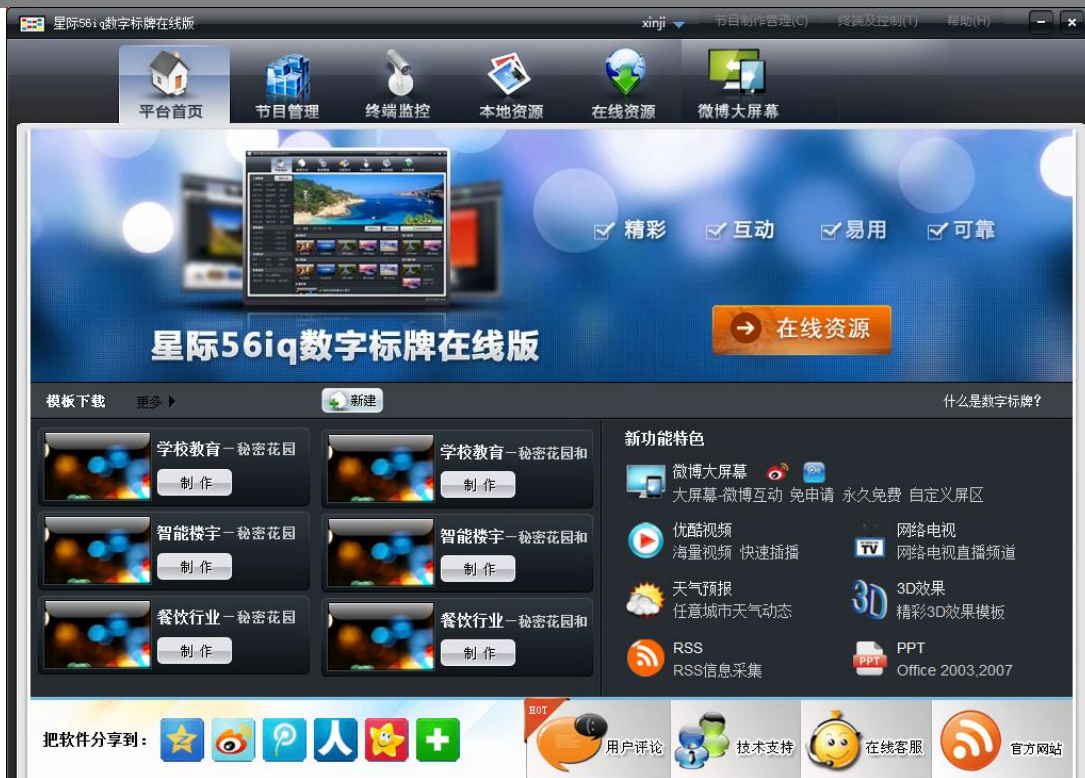 星际56iq数字标牌在线版
xinji 节目制作管理(C) 终端及控制(T) 帮助(H)
平台首页 节目管理 终端监控 本地资源 在线资源 微博大屏幕
精彩 互动 易用 可靠
星际56iq数字标牌在线版
在线资源
模板下载 更多 新建 什么是数字标牌?
学校教育－秘密花园
制作
学校教育－秘密花园和
制作
智能楼宇－秘密花园
制作
智能楼宇－秘密花园和
制作
餐饮行业－秘密花园
制作
餐饮行业－秘密花园和
制作
新功能特色
微博大屏幕
大屏幕-微博互动 免申请 永久免费 自定义屏区
优酷视频
海量视频 快速插播
TV
网络电视
网络电视直播频道
天气预报
任意城市天气动态
3D
3D效果
精彩3D效果模板
RSS
RSS信息采集
PPT
PPT
Office 2003,2007
把软件分享到:
HOT
用户评论 技术支持 在线客服 官方网站